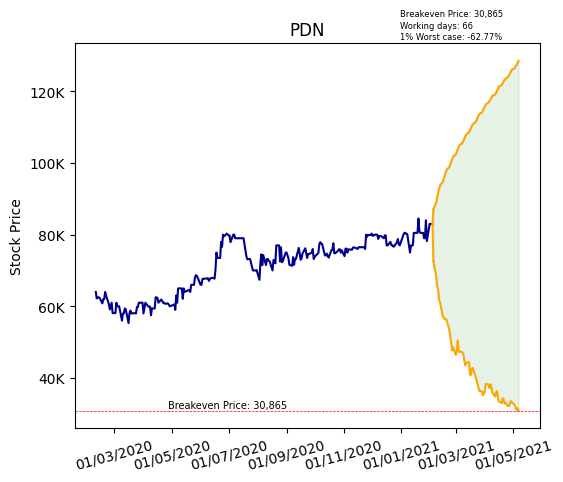 Breakeven Price: 30,865
Working days: 66
1% Worst case: -62.77%
PDN
Stock Price
120K
100K
80K
60K
40K
Breakeven Price: 30,865
01/03/2020
01/05/2020
01/07/2020
01/09/2020
01/11/2020
01/01/2021
01/03/2021
01/05/2021